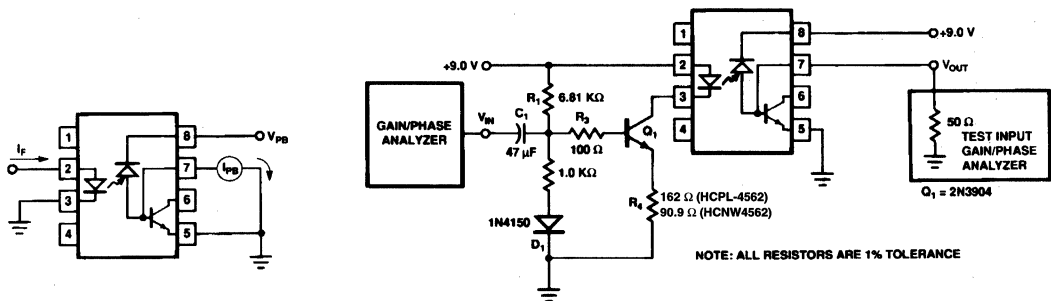 1
2
3
4
8
7
6
5
I_F
V_PB
I_PB
GAIN/PHASE
ANALYZER
V_IN
C_1
47 µF
+9.0 V
R_1
6.81 KΩ
R_3
100 Ω
1.0 KΩ
1N4150
D_1
Q_1
R_4
162 Ω (HCPL-4562)
90.9 Ω (HCNW4562)
1
2
3
4
8
7
6
5
+9.0 V
V_OUT
50 Ω
TEST INPUT
GAIN/PHASE
ANALYZER
Q_1 = 2N3904
NOTE: ALL RESISTORS ARE 1% TOLERANCE